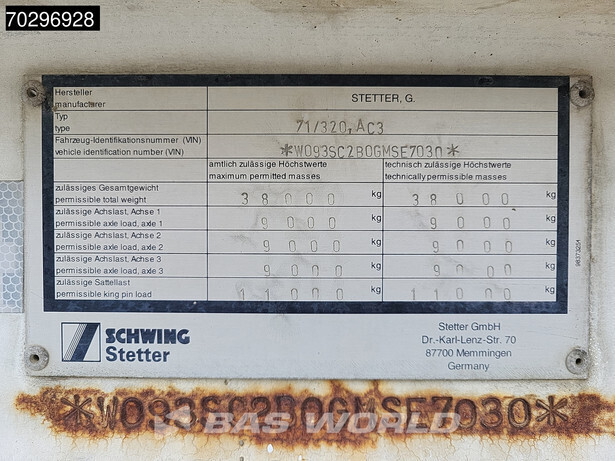 70296928
Hersteller
manufacturer
STETTER, G.
Typ
type
71/320, AC3
Fahrzeug-Identifikationsnummer (VIN)
vehicle identification number (VIN)
*W093SC2B0GMSE7030*
amtlich zulässige Höchstwerte
maximum permitted masses
technisch zulässige Höchstwerte
technically permissible masses
zulässiges Gesamtgewicht
permissible total weight
38000 kg
38000 kg
zulässige Achslast, Achse 1
permissible axle load, axle 1
9000 kg
9000 kg
zulässige Achslast, Achse 2
permissible axle load, axle 2
9000 kg
9000 kg
zulässige Achslast, Achse 3
permissible axle load, axle 3
9000 kg
9000 kg
zulässige Sattellast
permissible king pin load
11000 kg
11000 kg
98373254
SCHWING
Stetter
Stetter GmbH
Dr.-Karl-Lenz-Str. 70
87700 Memmingen
Germany
*W093SC2B0GMSE7030*
BAS WORLD